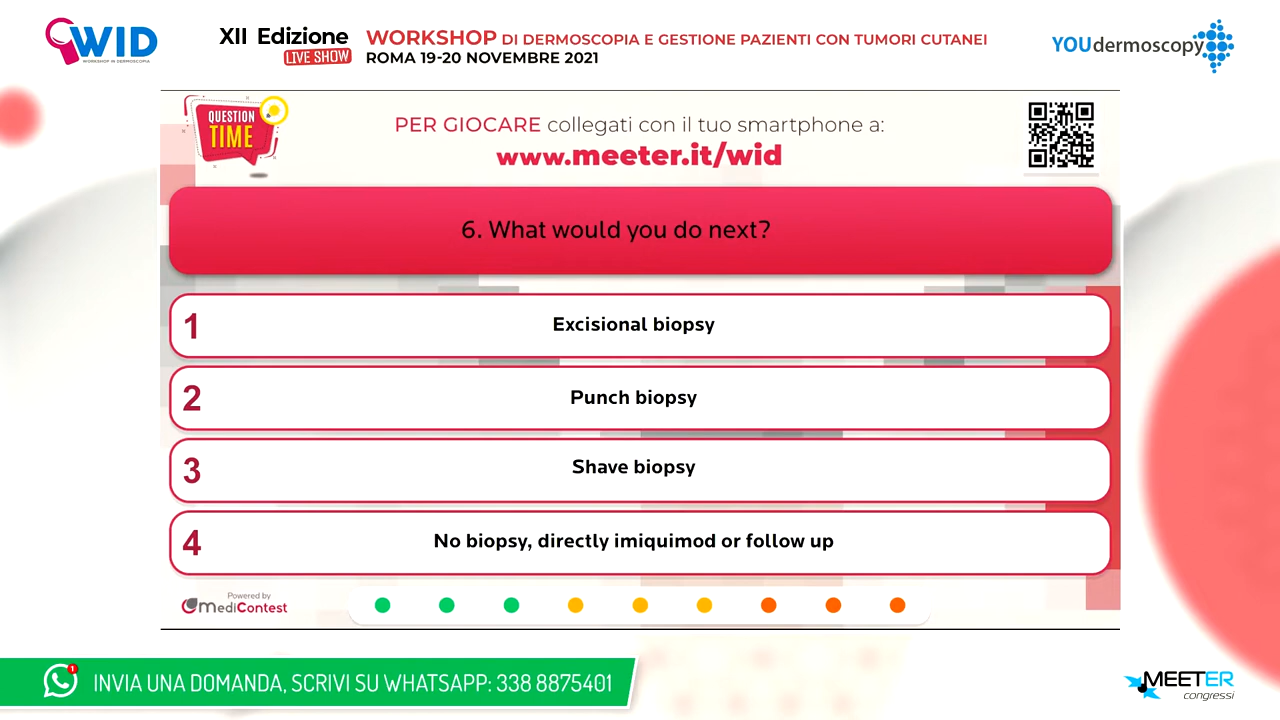 WID
WORKSHOP IN DERMOSCOPIA
XII Edizione
LIVE SHOW
WORKSHOP DI DERMOSCOPIA E GESTIONE PAZIENTI CON TUMORI CUTANEI
ROMA 19-20 NOVEMBRE 2021
YOUdermoscopy
QUESTION
TIME
PER GIOCARE collegati con il tuo smartphone a:
www.meeter.it/wid
6. What would you do next?
1 Excisional biopsy
2 Punch biopsy
3 Shave biopsy
4 No biopsy, directly imiquimod or follow up
Powered by
MediContest
1
INVIA UNA DOMANDA, SCRIVI SU WHATSAPP: 338 8875401
MEETER
congressi